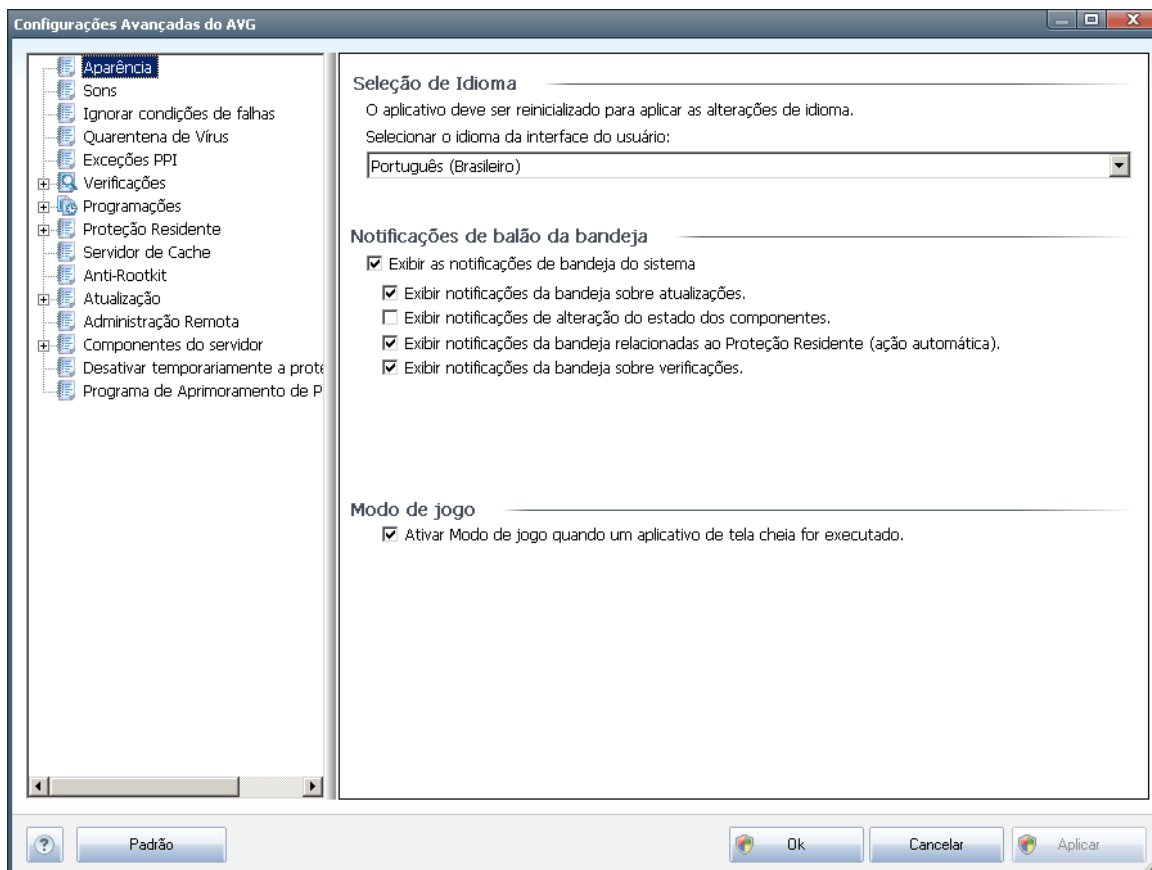 Configurações Avançadas do AVG
Aparência
Sons
Ignorar condições de falhas
Quarentena de Vírus
Exceções PPI
Verificações
Programações
Proteção Residente
Servidor de Cache
Anti-Rootkit
Atualização
Administração Remota
Componentes do servidor
Desativar temporariamente a prote
Programa de Aprimoramento de P
Seleção de Idioma
O aplicativo deve ser reinicializado para aplicar as alterações de idioma.
Selecionar o idioma da interface do usuário:
Português (Brasileiro)
Notificações de balão da bandeja
Exibir as notificações de bandeja do sistema
Exibir notificações da bandeja sobre atualizações.
Exibir notificações de alteração do estado dos componentes.
Exibir notificações da bandeja relacionadas ao Proteção Residente (ação automática).
Exibir notificações da bandeja sobre verificações.
Modo de jogo
Ativar Modo de jogo quando um aplicativo de tela cheia for executado.
? Padrão Ok Cancelar Aplicar